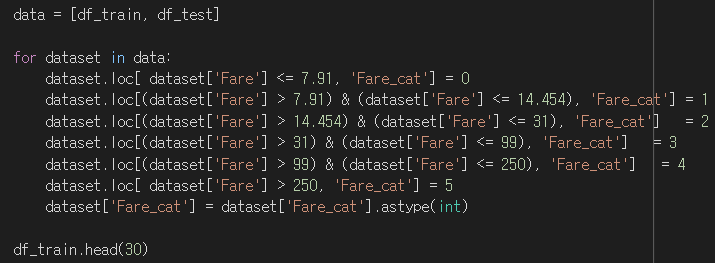 data = [df_train, df_test]

for dataset in data:
    dataset.loc[ dataset['Fare'] <= 7.91, 'Fare_cat'] = 0
    dataset.loc[(dataset['Fare'] > 7.91) & (dataset['Fare'] <= 14.454), 'Fare_cat'] = 1
    dataset.loc[(dataset['Fare'] > 14.454) & (dataset['Fare'] <= 31), 'Fare_cat']   = 2
    dataset.loc[(dataset['Fare'] > 31) & (dataset['Fare'] <= 99), 'Fare_cat']   = 3
    dataset.loc[(dataset['Fare'] > 99) & (dataset['Fare'] <= 250), 'Fare_cat']   = 4
    dataset.loc[ dataset['Fare'] > 250, 'Fare_cat'] = 5
    dataset['Fare_cat'] = dataset['Fare_cat'].astype(int)

df_train.head(30)